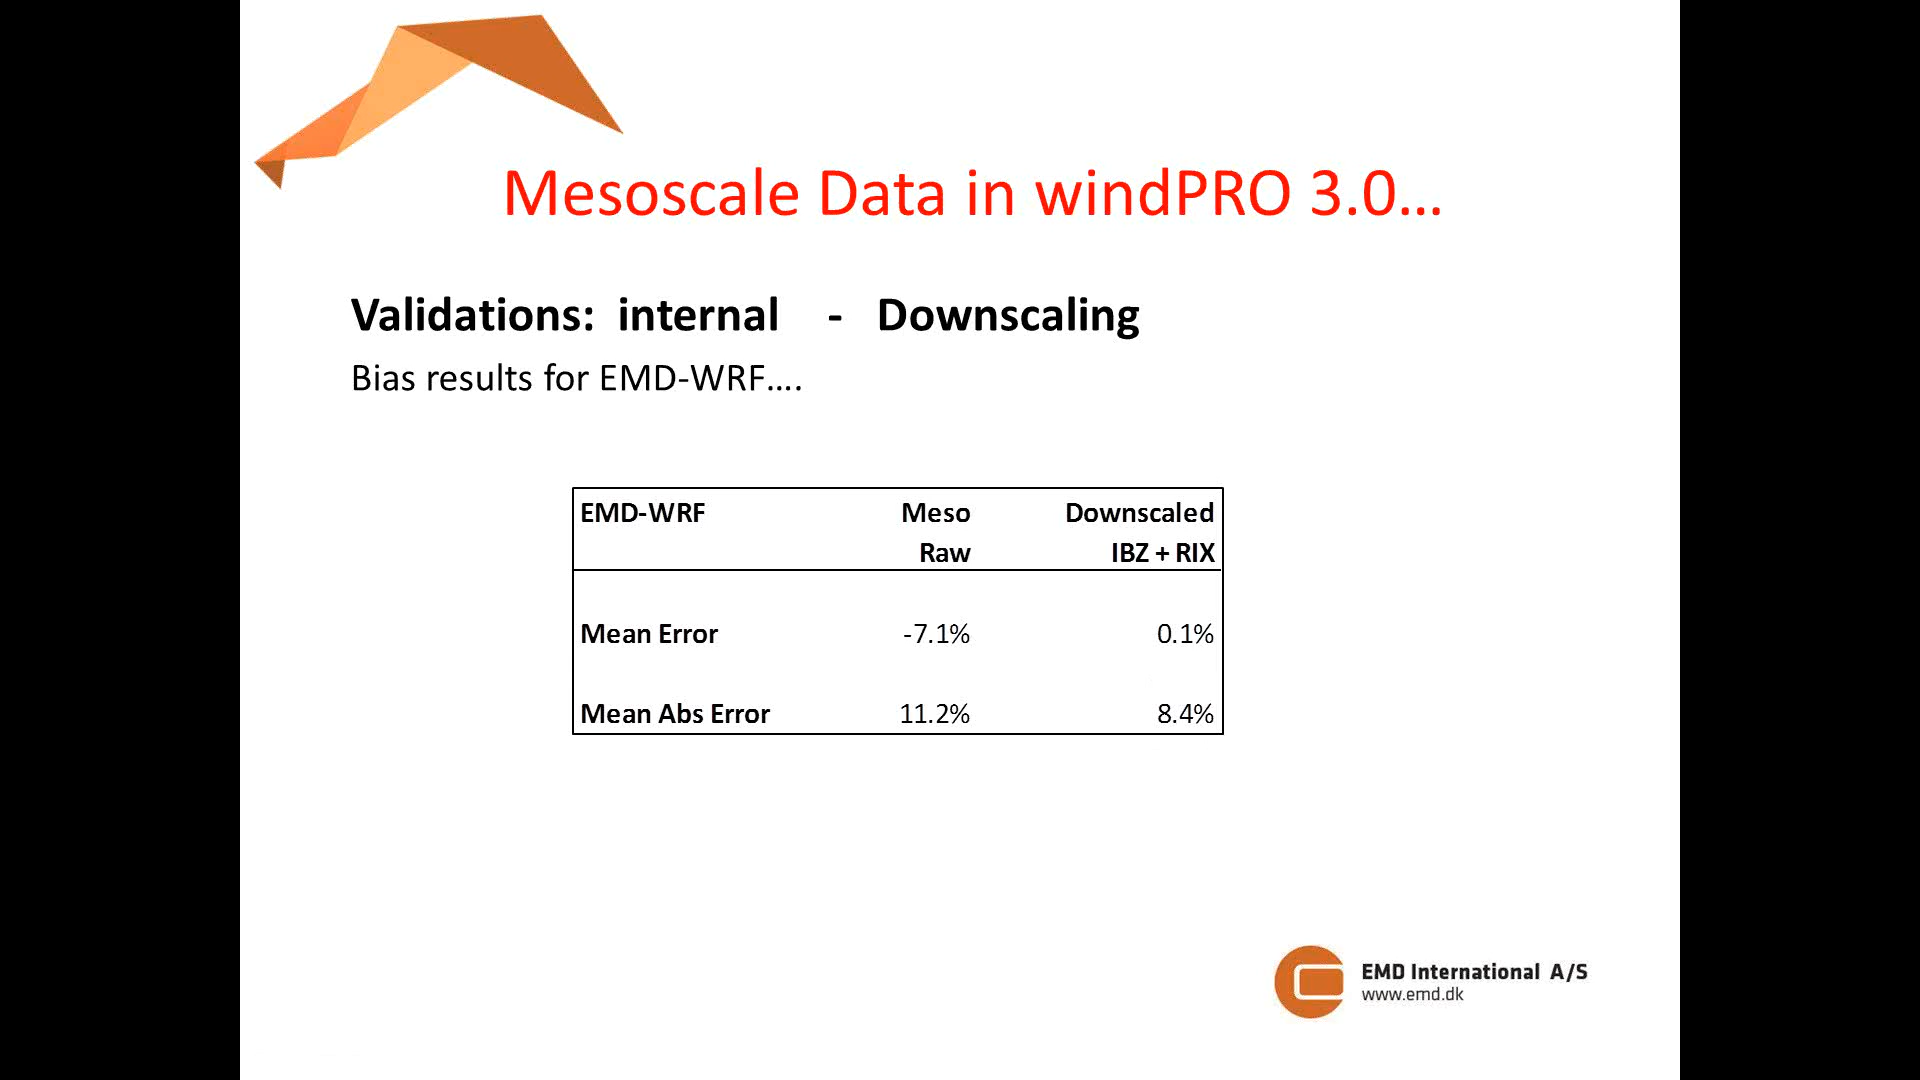 Mesoscale Data in windPRO 3.0...
Validations: internal - Downscaling
Bias results for EMD-WRF....
EMD-WRF Meso Downscaled
Raw IBZ + RIX
Mean Error -7.1% 0.1%
Mean Abs Error 11.2% 8.4%
EMD International A/S
www.emd.dk